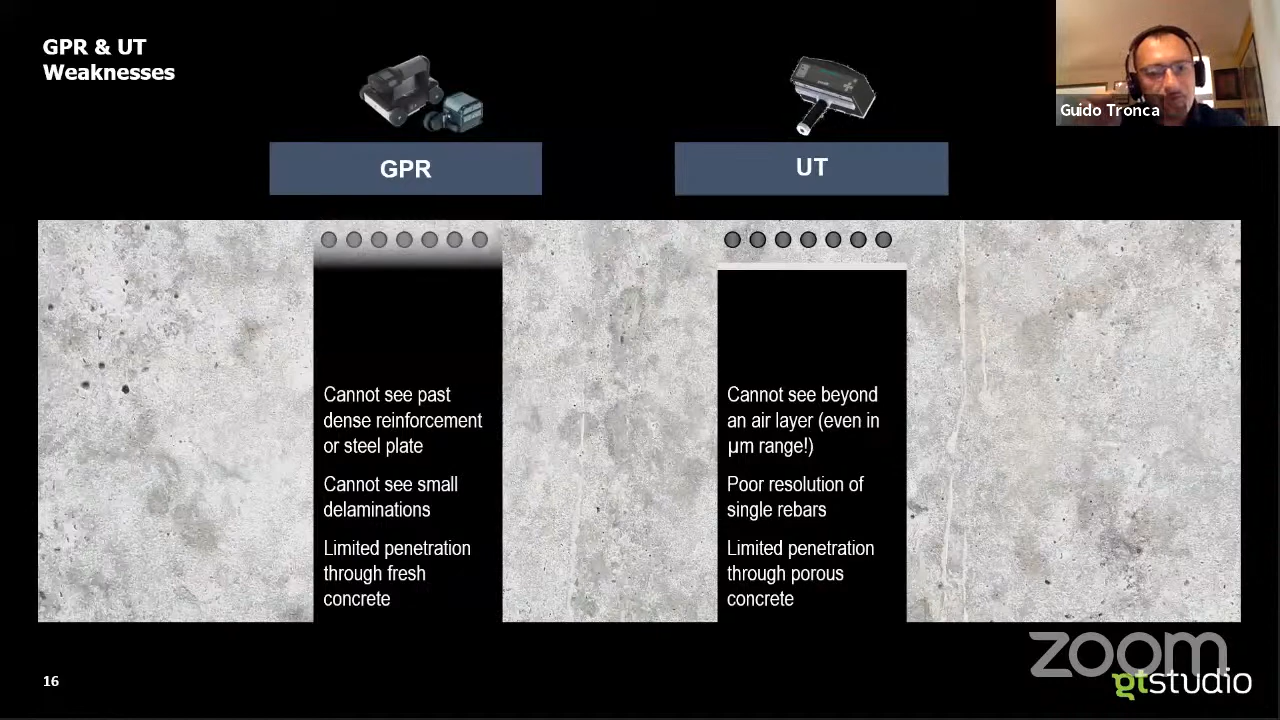 GPR & UT
Weaknesses
Guido Tronca
GPR
UT
Cannot see past
dense reinforcement
or steel plate
Cannot see small
delaminations
Limited penetration
through fresh
concrete
Cannot see beyond
an air layer (even in
µm range!)
Poor resolution of
single rebars
Limited penetration
through porous
concrete
zoom
16
gtstudio